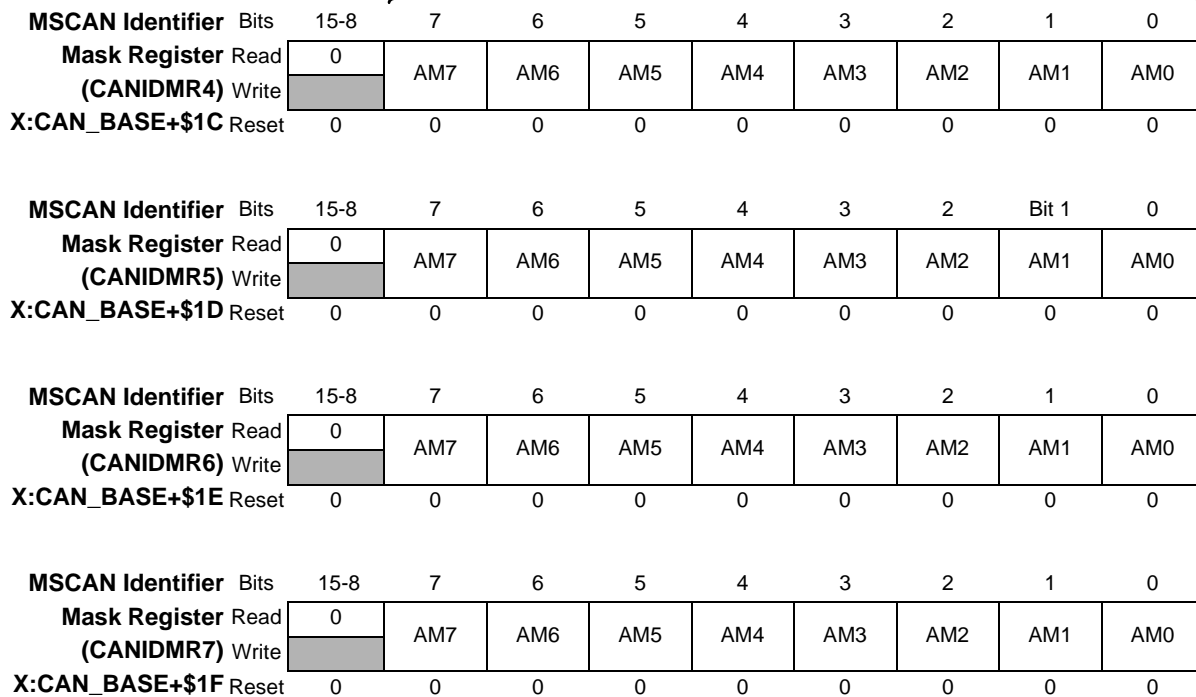 MSCAN Identifier Bits 15-8 7 6 5 4 3 2 1 0
Mask Register Read 0 AM7 AM6 AM5 AM4 AM3 AM2 AM1 AM0
(CANIDMR4) Write
X:CAN_BASE+$1C Reset 0 0 0 0 0 0 0 0 0
MSCAN Identifier Bits 15-8 7 6 5 4 3 2 Bit 1 0
Mask Register Read 0 AM7 AM6 AM5 AM4 AM3 AM2 AM1 AM0
(CANIDMR5) Write
X:CAN_BASE+$1D Reset 0 0 0 0 0 0 0 0 0
MSCAN Identifier Bits 15-8 7 6 5 4 3 2 1 0
Mask Register Read 0 AM7 AM6 AM5 AM4 AM3 AM2 AM1 AM0
(CANIDMR6) Write
X:CAN_BASE+$1E Reset 0 0 0 0 0 0 0 0 0
MSCAN Identifier Bits 15-8 7 6 5 4 3 2 1 0
Mask Register Read 0 AM7 AM6 AM5 AM4 AM3 AM2 AM1 AM0
(CANIDMR7) Write
X:CAN_BASE+$1F Reset 0 0 0 0 0 0 0 0 0